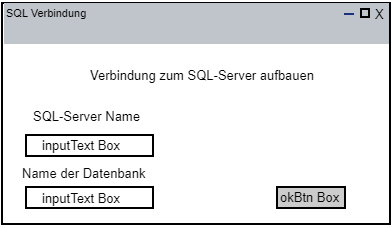 SQL Verbindung
X
Verbindung zum SQL-Server aufbauen
SQL-Server Name
inputText Box
Name der Datenbank
inputText Box
okBtn Box